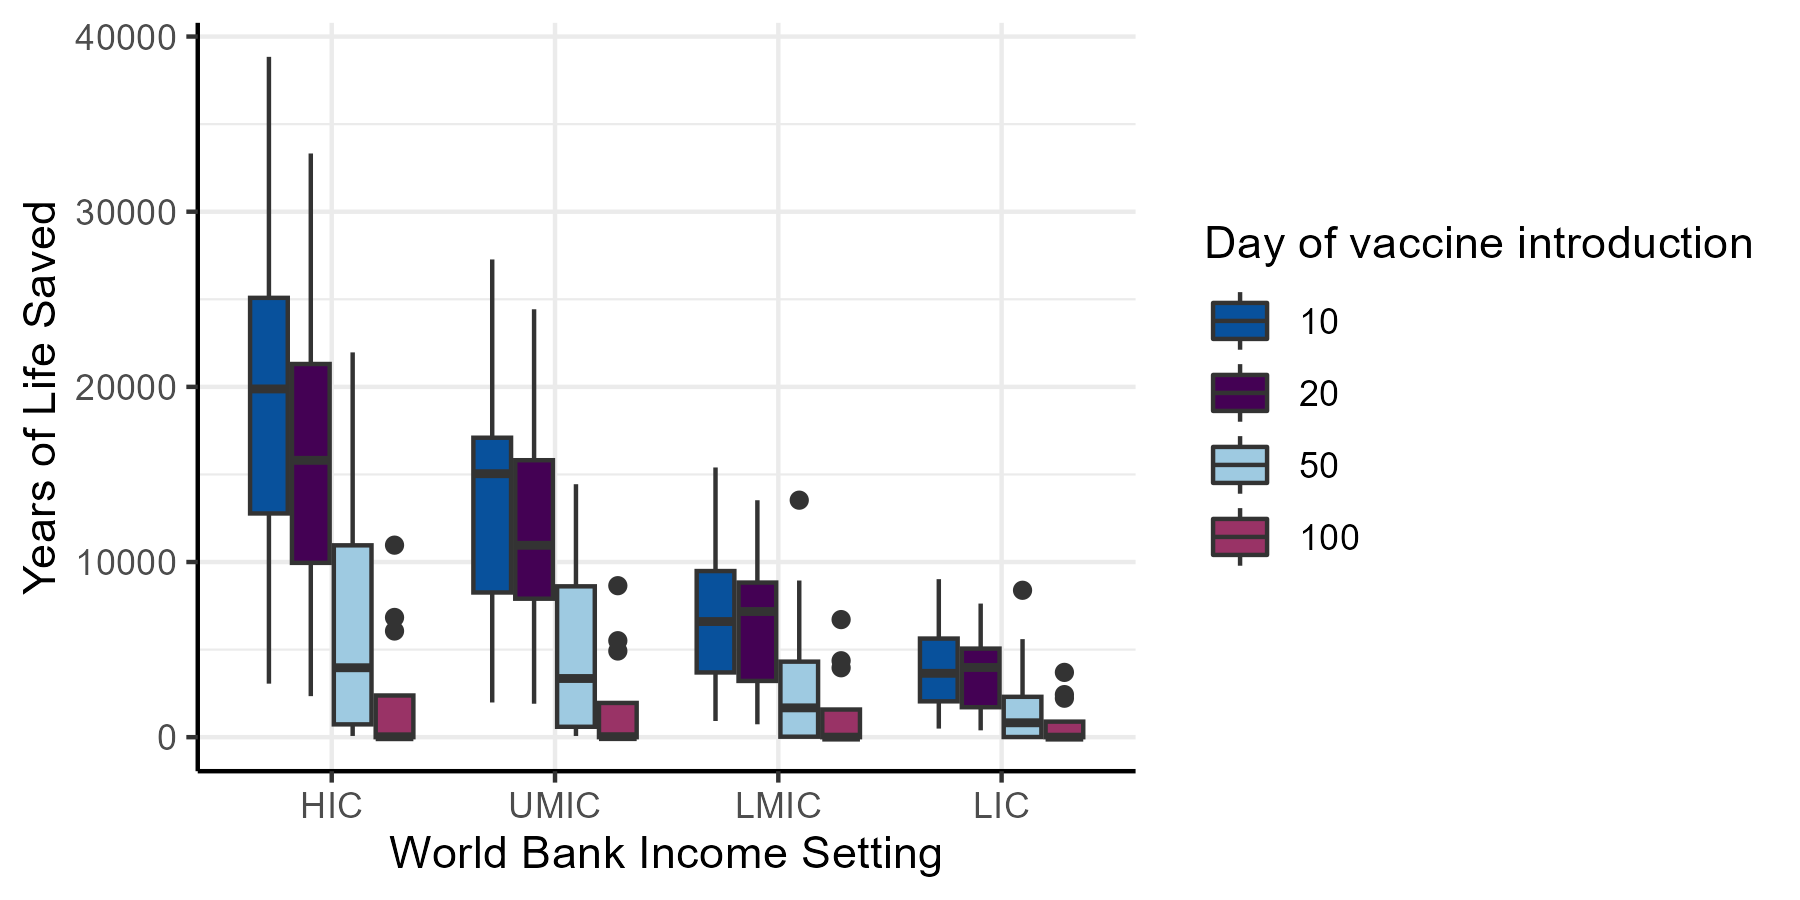 Years of Life Saved
40000
30000
20000
10000
0
HIC UMIC LMIC LIC
World Bank Income Setting
Day of vaccine introduction
10
20
50
100